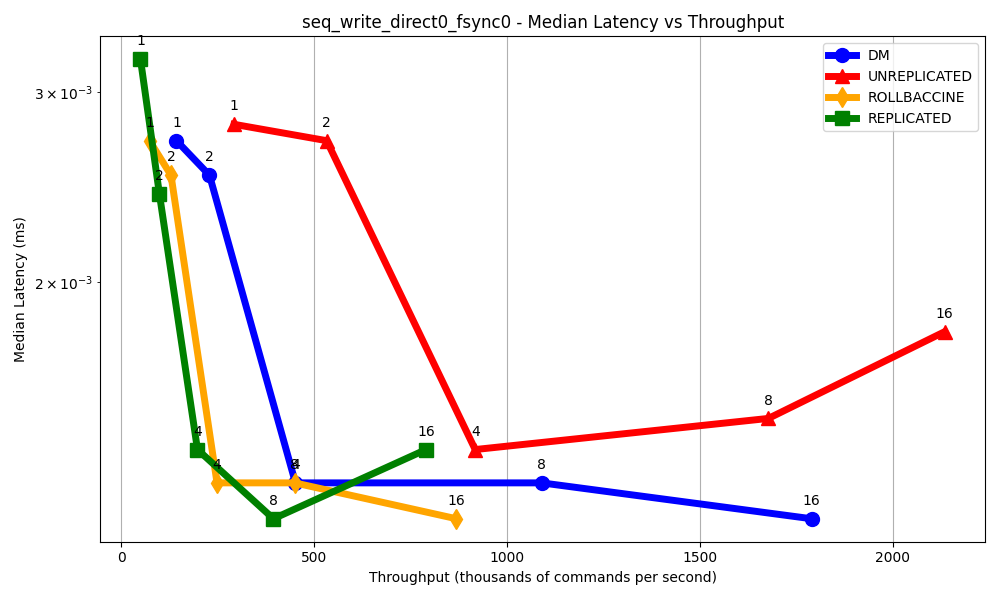 seq_write_direct0_fsync0 - Median Latency vs Throughput
DM
UNREPLICATED
ROLLBACCINE
REPLICATED
3 × 10⁻³
2 × 10⁻³
Median Latency (ms)
1
1
1
1
2
2
2
2
4
4
4
4
8
8
8
8
16
16
16
16
0
500
1000
1500
2000
Throughput (thousands of commands per second)